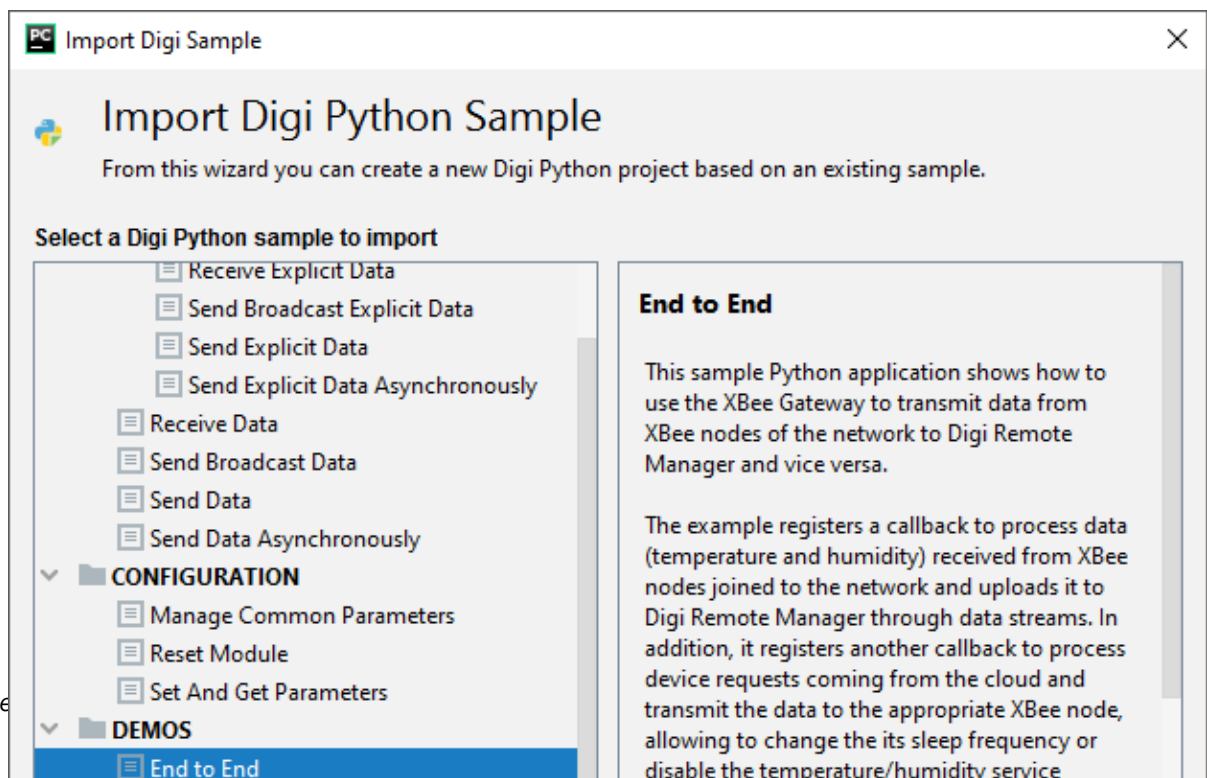 PC
Import Digi Sample
Import Digi Python Sample
From this wizard you can create a new Digi Python project based on an existing sample.
Select a Digi Python sample to import
Receive Explicit Data
Send Broadcast Explicit Data
Send Explicit Data
Send Explicit Data Asynchronously
Receive Data
Send Broadcast Data
Send Data
Send Data Asynchronously
CONFIGURATION
Manage Common Parameters
Reset Module
Set And Get Parameters
e
DEMOS
End to End
End to End
This sample Python application shows how to
use the XBee Gateway to transmit data from
XBee nodes of the network to Digi Remote
Manager and vice versa.
The example registers a callback to process data
(temperature and humidity) received from XBee
nodes joined to the network and uploads it to
Digi Remote Manager through data streams. In
addition, it registers another callback to process
device requests coming from the cloud and
transmit the data to the appropriate XBee node,
allowing to change the its sleep frequency or
disable the temperature/humidity service